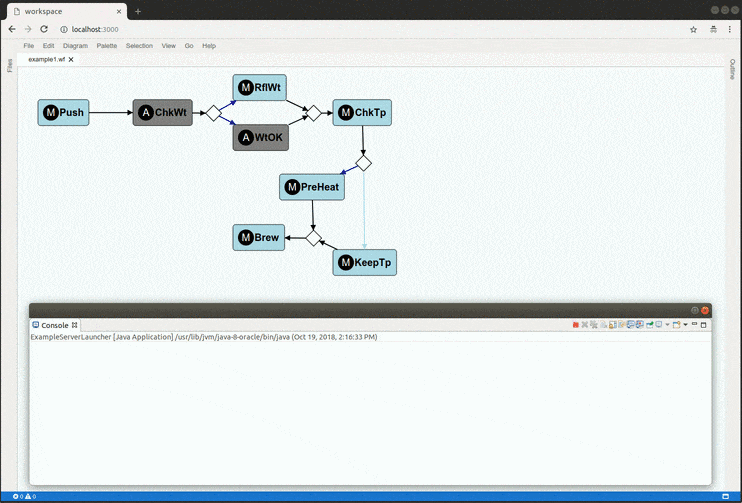 workspace
localhost:3000
File Edit Diagram Palette Selection View Go Help
Files
example1.wf
Outline
M RflWt
M Push
A ChkWt
M ChkTp
A WtOK
M PreHeat
M Brew
M KeepTp
Console
ExampleServerLauncher [Java Application] /usr/lib/jvm/java-8-oracle/bin/java (Oct 19, 2018, 2:16:33 PM)
0 0